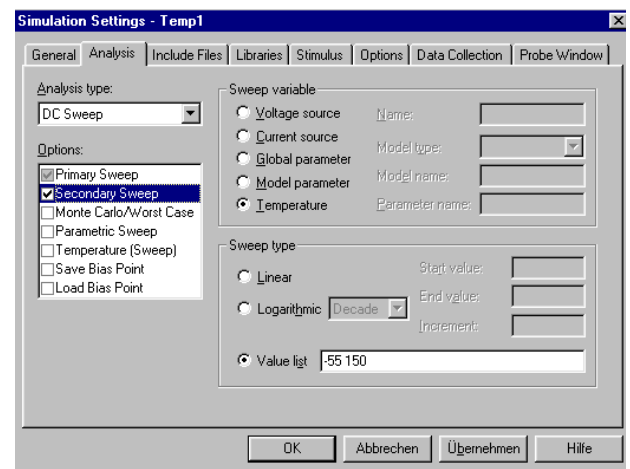 Simulation Settings - Temp1
General Analysis Include Files Libraries Stimulus Options Data Collection Probe Window
Analysis type:
DC Sweep
Options:
Primary Sweep
Secondary Sweep
Monte Carlo/Worst Case
Parametric Sweep
Temperature (Sweep)
Save Bias Point
Load Bias Point
Sweep variable
Voltage source
Current source
Global parameter
Model parameter
Temperature
Name:
Model type:
Model name:
Parameter name:
Sweep type
Linear
Logarithmic Decade
Start value:
End value:
Increment:
Value list -55 150
OK Abbrechen Übernehmen Hilfe